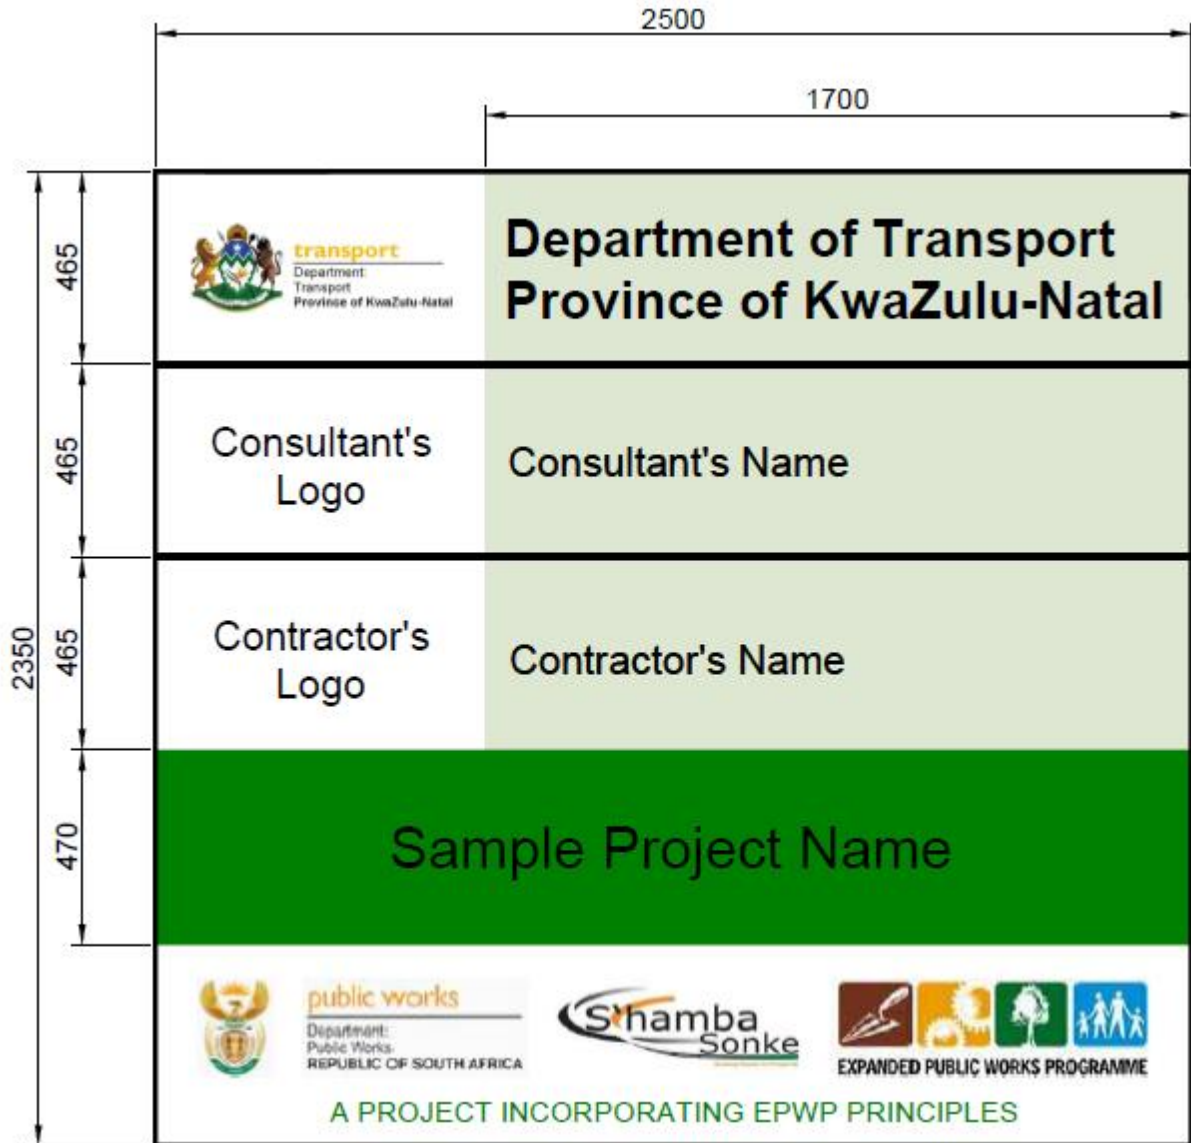 2500
1700
465
transport
Department
Transport
Province of KwaZulu-Natal
Department of Transport
Province of KwaZulu-Natal
465
Consultant's
Logo
Consultant's Name
2350
465
Contractor's
Logo
Contractor's Name
470
Sample Project Name
public works
Department:
Public Works
REPUBLIC OF SOUTH AFRICA
S'hamba
Sonke
EXPANDED PUBLIC WORKS PROGRAMME
A PROJECT INCORPORATING EPWP PRINCIPLES